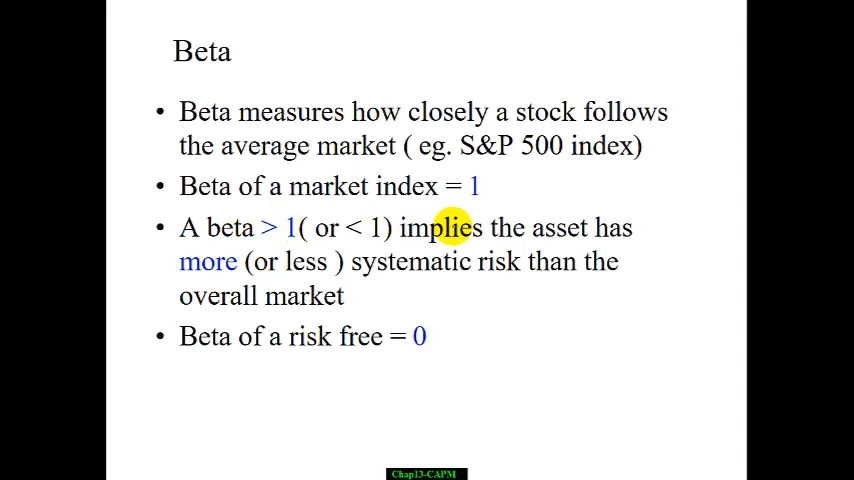 Beta
• Beta measures how closely a stock follows
the average market ( eg. S&P 500 index)
• Beta of a market index = 1
• A beta > 1( or < 1) implies the asset has
more (or less ) systematic risk than the
overall market
• Beta of a risk free = 0
Chap13-CAPM